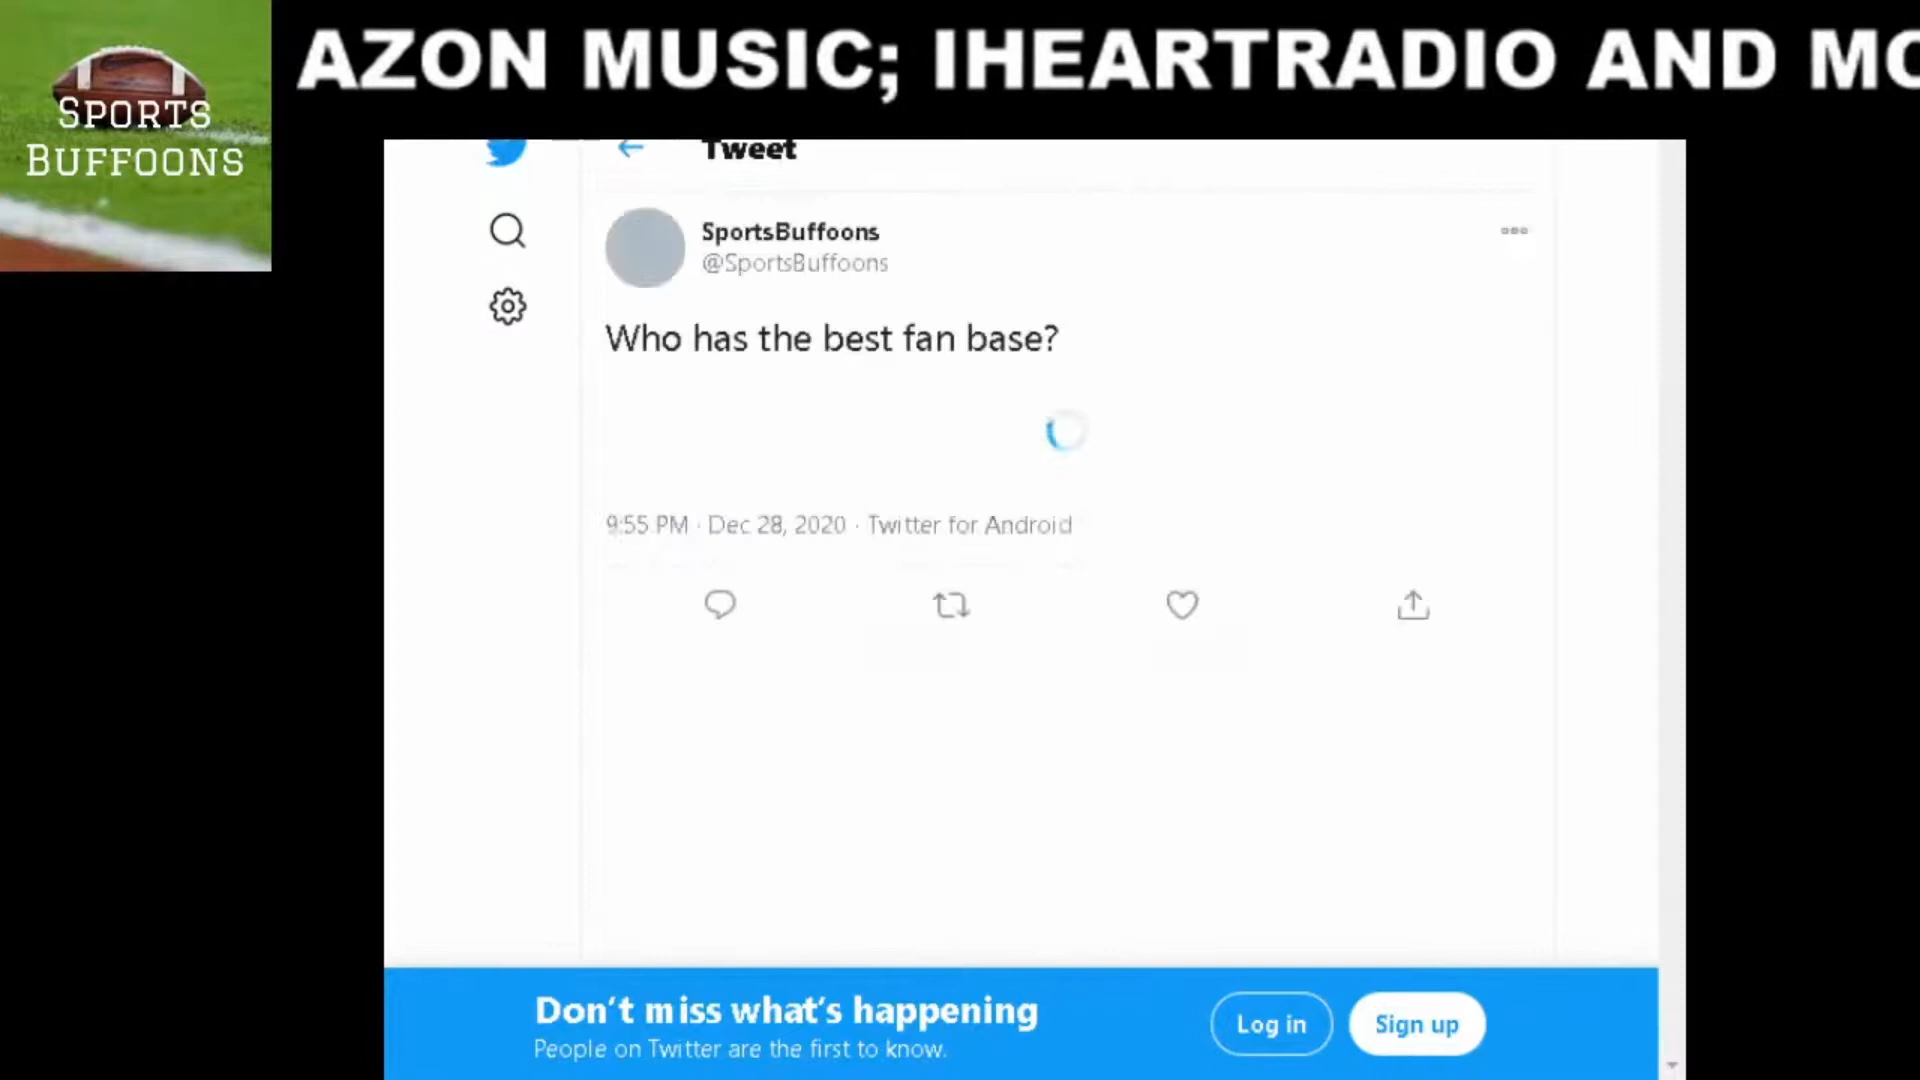 SPORTS
BUFFOONS
AZON MUSIC; IHEARTRADIO AND MO
Tweet
SportsBuffoons
@SportsBuffoons
Who has the best fan base?
9:55 PM · Dec 28, 2020 · Twitter for Android
Don't miss what's happening
People on Twitter are the first to know.
Log in
Sign up